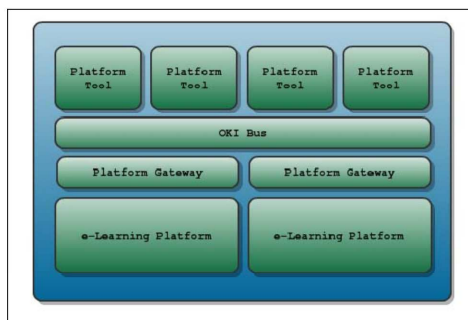 Platform Platform Platform Platform
Tool Tool Tool Tool
OKI Bus
Platform Gateway Platform Gateway
e-Learning Platform e-Learning Platform